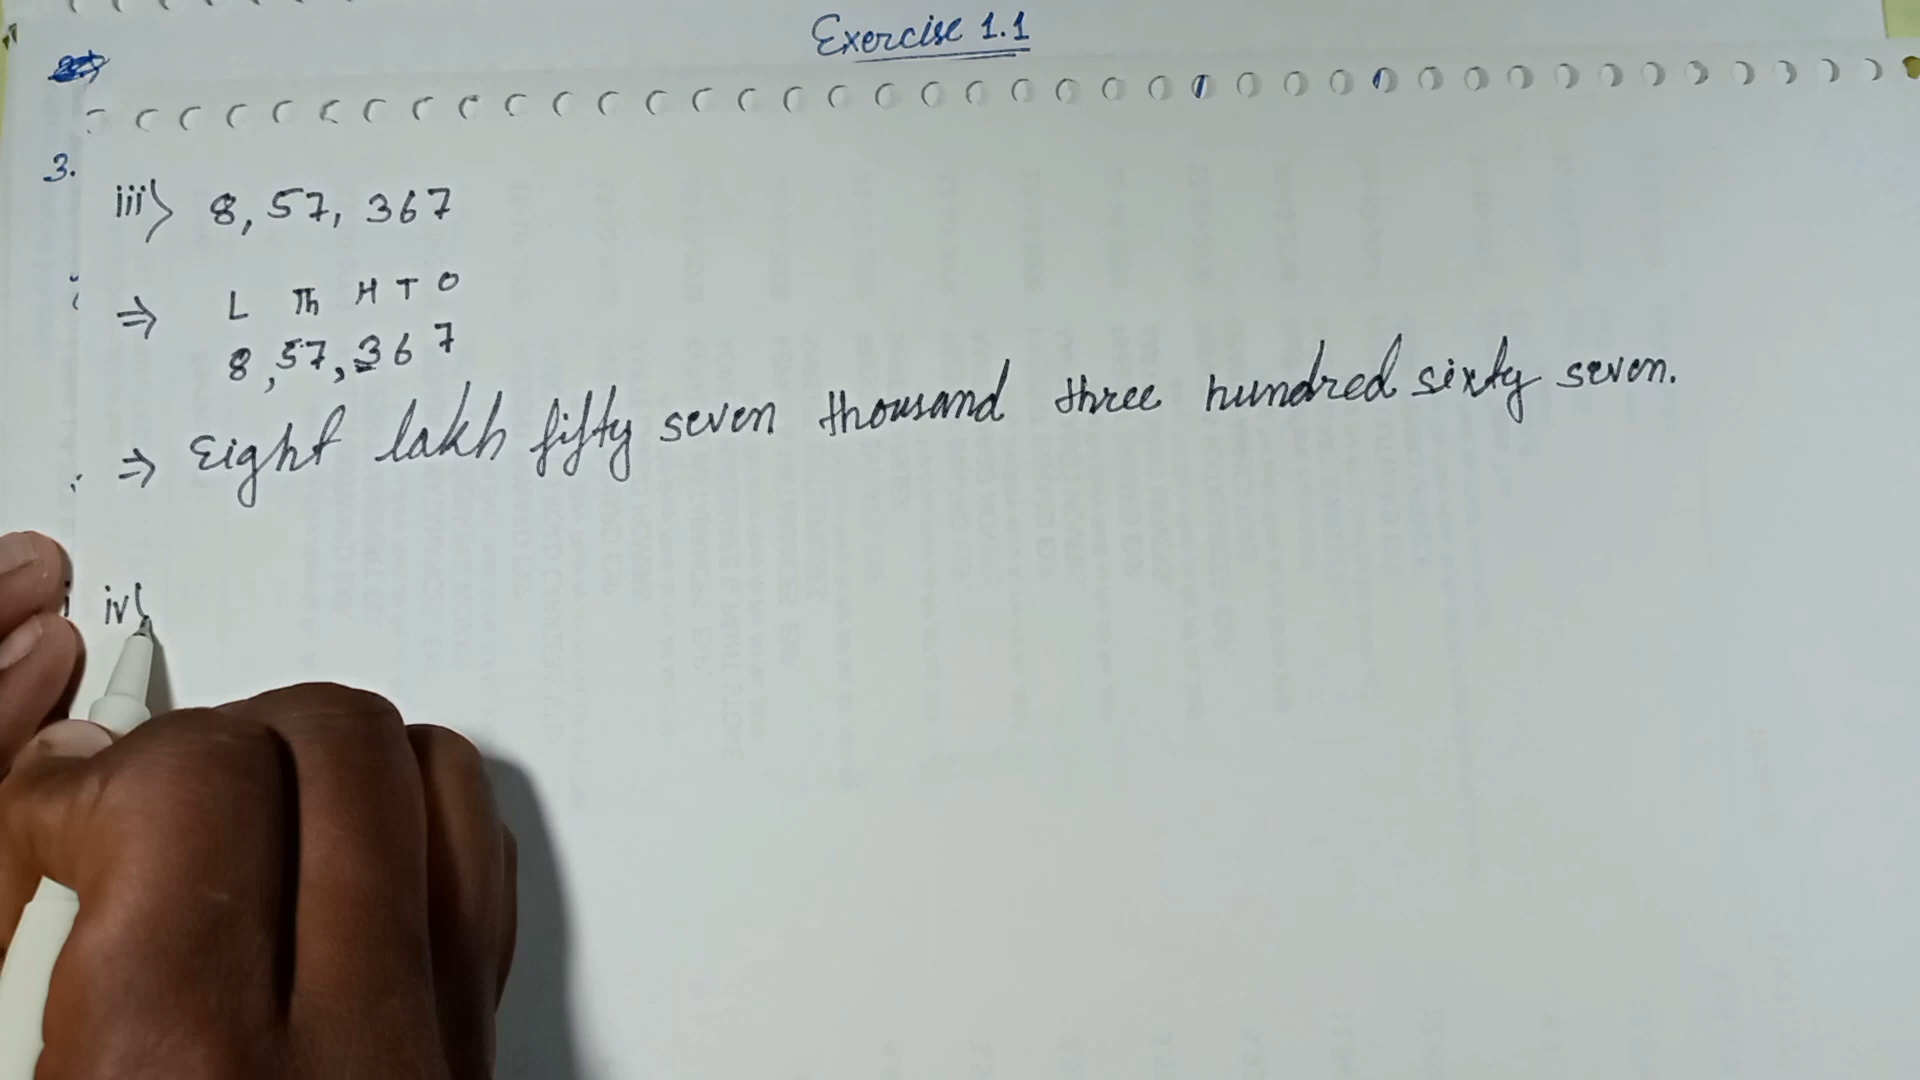 Exercise 1.1
3.
iii) 8, 57, 367
⇒ L Th H T O
8, 57, 367
⇒ Eight lakh fifty seven thousand three hundred sixty seven.
iv(